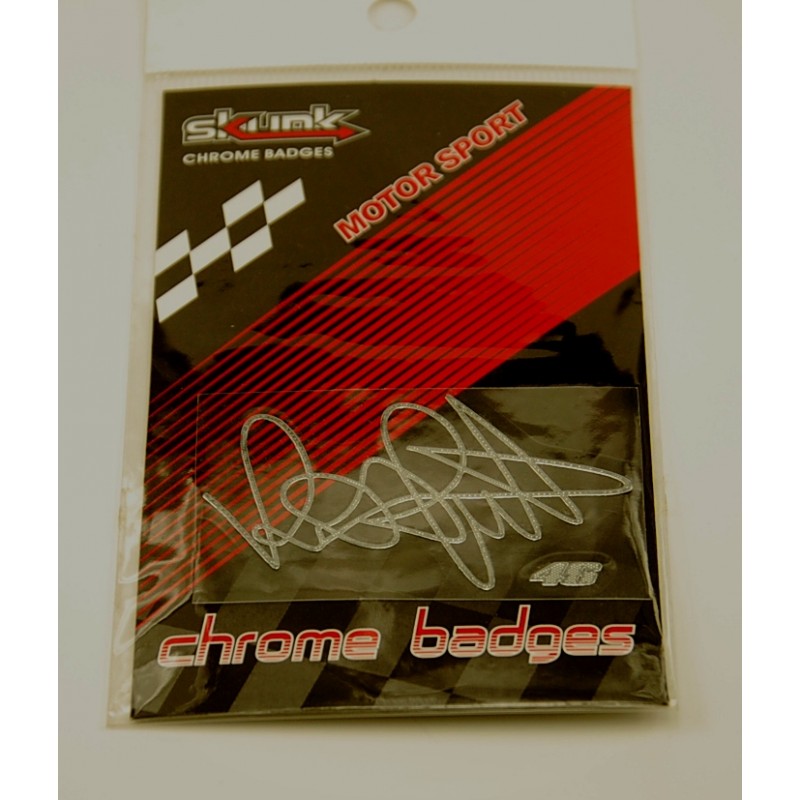 skunk
CHROME BADGES
MOTOR SPORT
46
chrome badges